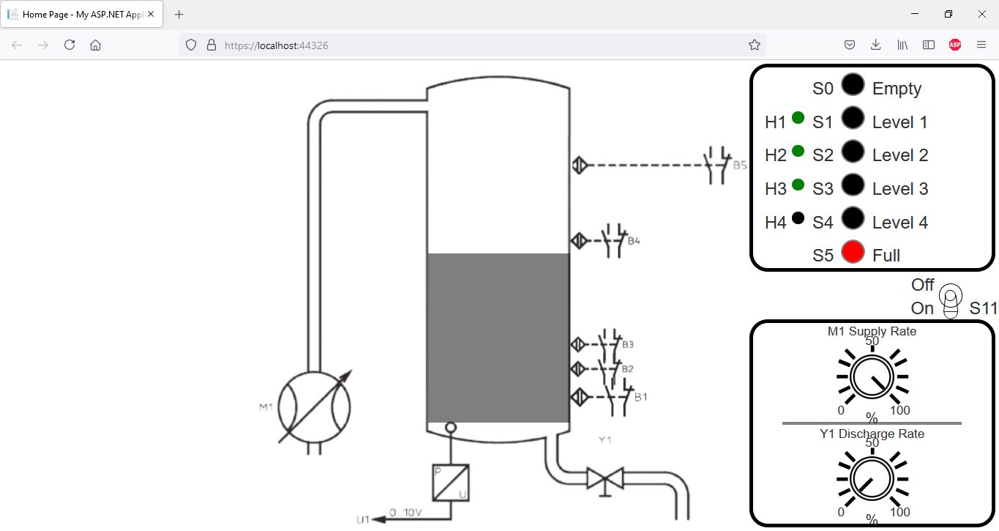 Home Page - My ASP.NET Appl
https://localhost:44326
ABP
S0 Empty
H1 S1 Level 1
H2 S2 Level 2
B5
H3 S3 Level 3
H4 S4 Level 4
B4
S5 Full
Off
On S11
M1 Supply Rate
50
B3
B2
B1
M1
0 100
%
Y1 Discharge Rate
50
Y1
P
U
0 100
%
0...10V
U1